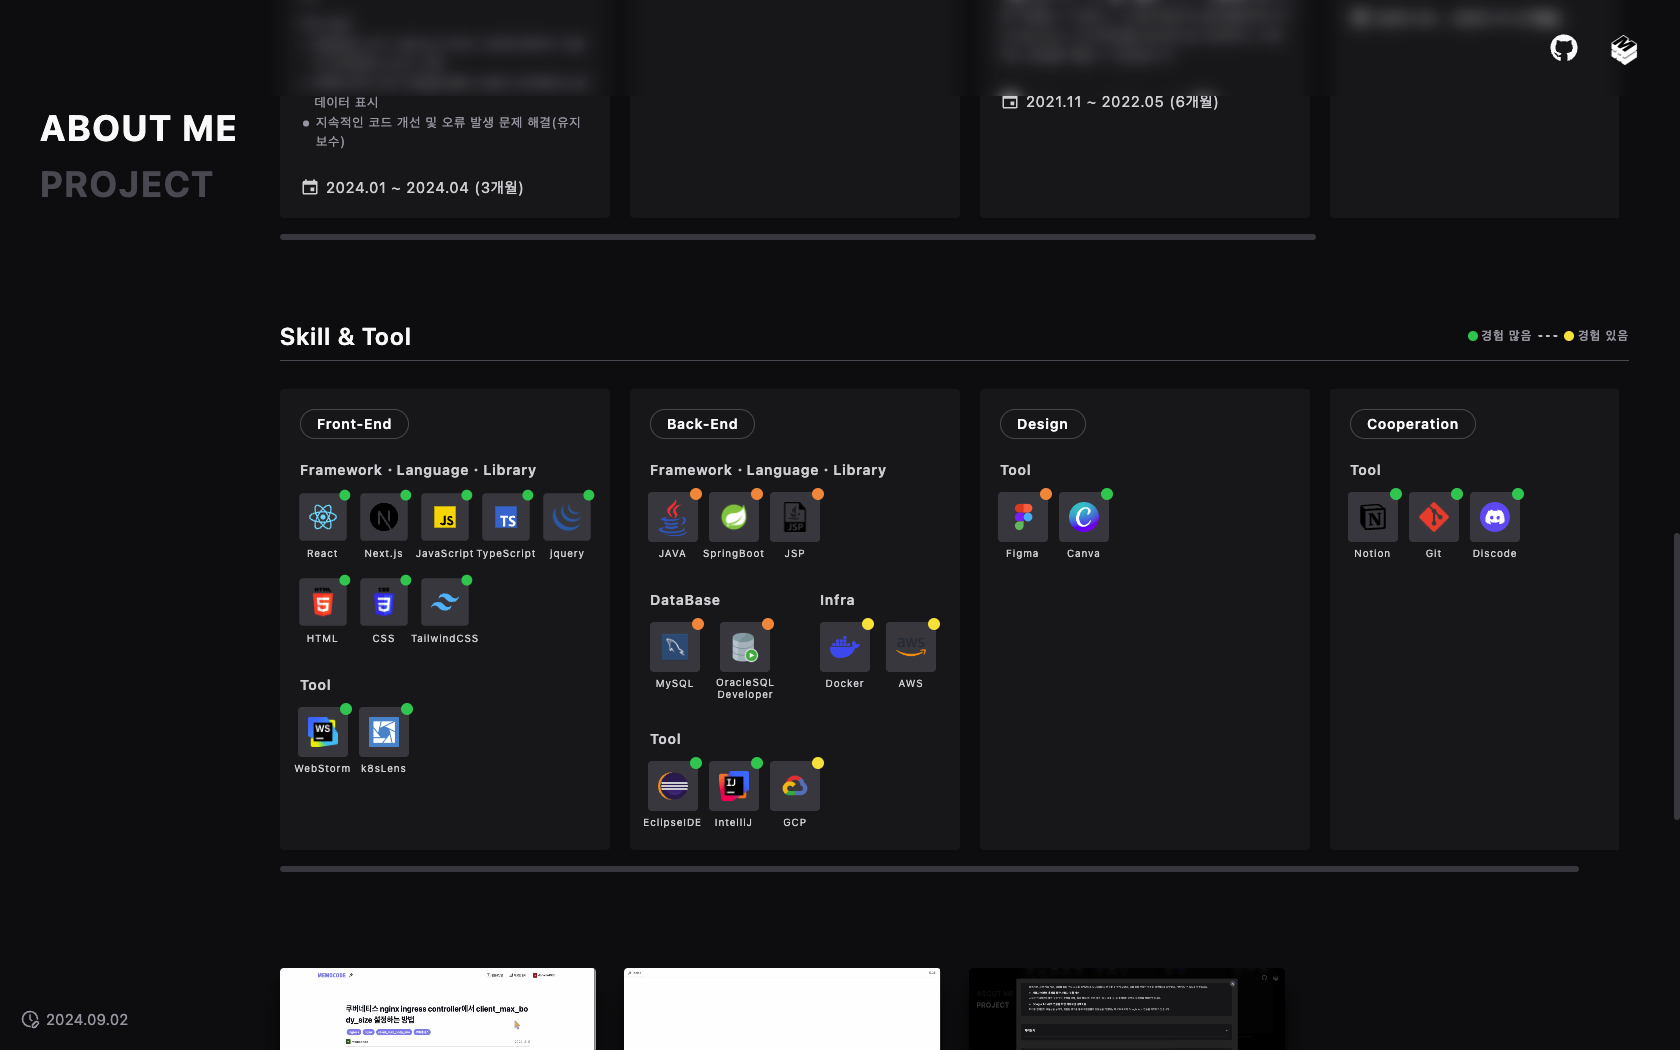 데이터 표시
지속적인 코드 개선 및 오류 발생 문제 해결(유지
보수)
2024.01 ~ 2024.04 (3개월)
2021.11 ~ 2022.05 (6개월)
ABOUT ME
PROJECT
Skill & Tool
경험 많음 --- 경험 있음
Front-End
Framework · Language · Library
React Next.js JavaScript TypeScript jquery
HTML CSS TailwindCSS
Tool
WebStorm k8sLens
Back-End
Framework · Language · Library
JAVA SpringBoot JSP
DataBase
MySQL OracleSQL
Developer
Infra
Docker AWS
Tool
EclipseIDE IntelliJ GCP
Design
Tool
Figma Canva
Cooperation
Tool
Notion Git Discode
MEMOCODE
쿠버네티스 nginx ingress controller에서 client_max_bo
dy_size 설정하는 방법
2024.09.02